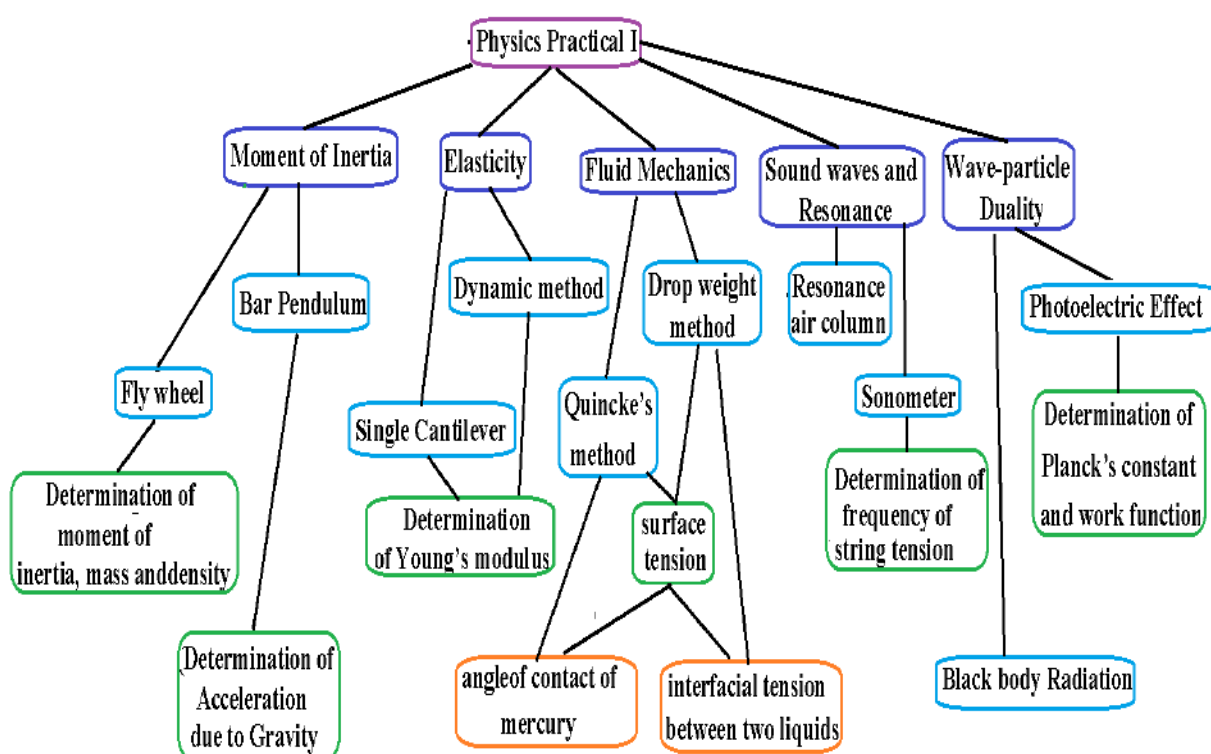 Physics Practical I
Moment of Inertia
Elasticity
Fluid Mechanics
Sound waves and
Resonance
Wave-particle
Duality
Bar Pendulum
Dynamic method
Drop weight
method
Resonance
air column
Photoelectric Effect
Fly wheel
Single Cantilever
Quincke's
method
Sonometer
Determination of
Planck's constant
and work function
Determination of
moment of
inertia, mass anddensity
Determination
of Young's modulus
surface
tension
Determination of
frequency of
string tension
Determination of
Acceleration
due to Gravity
angleof contact of
mercury
interfacial tension
between two liquids
Black body Radiation